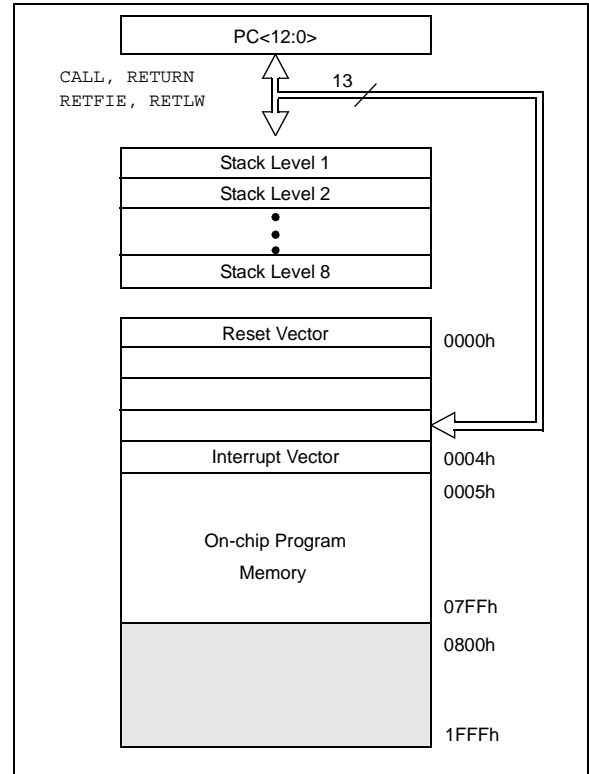 PC<12:0>
CALL, RETURN
RETFIE, RETLW
13
Stack Level 1
Stack Level 2
Stack Level 8
Reset Vector
0000h
Interrupt Vector
0004h
0005h
On-chip Program
Memory
07FFh
0800h
1FFFh